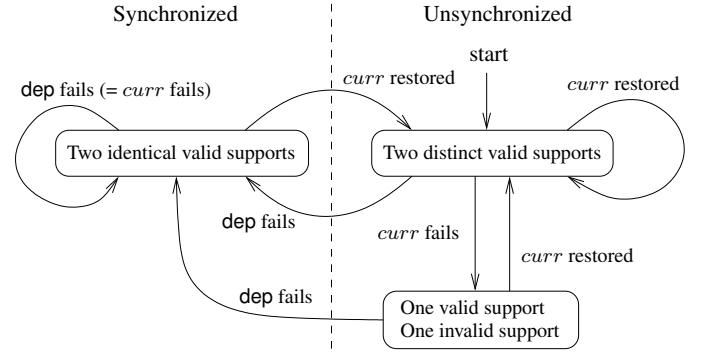 Synchronized
Unsynchronized
start
dep fails (= curr fails)
curr restored
curr restored
Two identical valid supports
Two distinct valid supports
dep fails
curr fails
curr restored
dep fails
One valid support
One invalid support